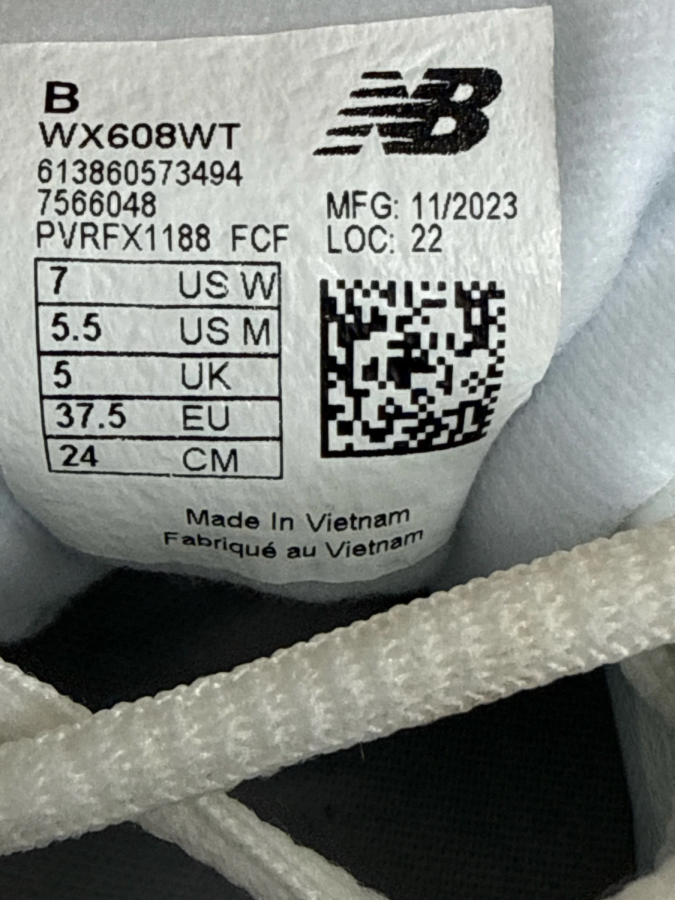 B
WX608WT
613860573494
7566048
PVRFX1188 FCF
NB
MFG: 11/2023
LOC: 22
7 US W
5.5 US M
5 UK
37.5 EU
24 CM
Made In Vietnam
Fabriqué au Vietnam